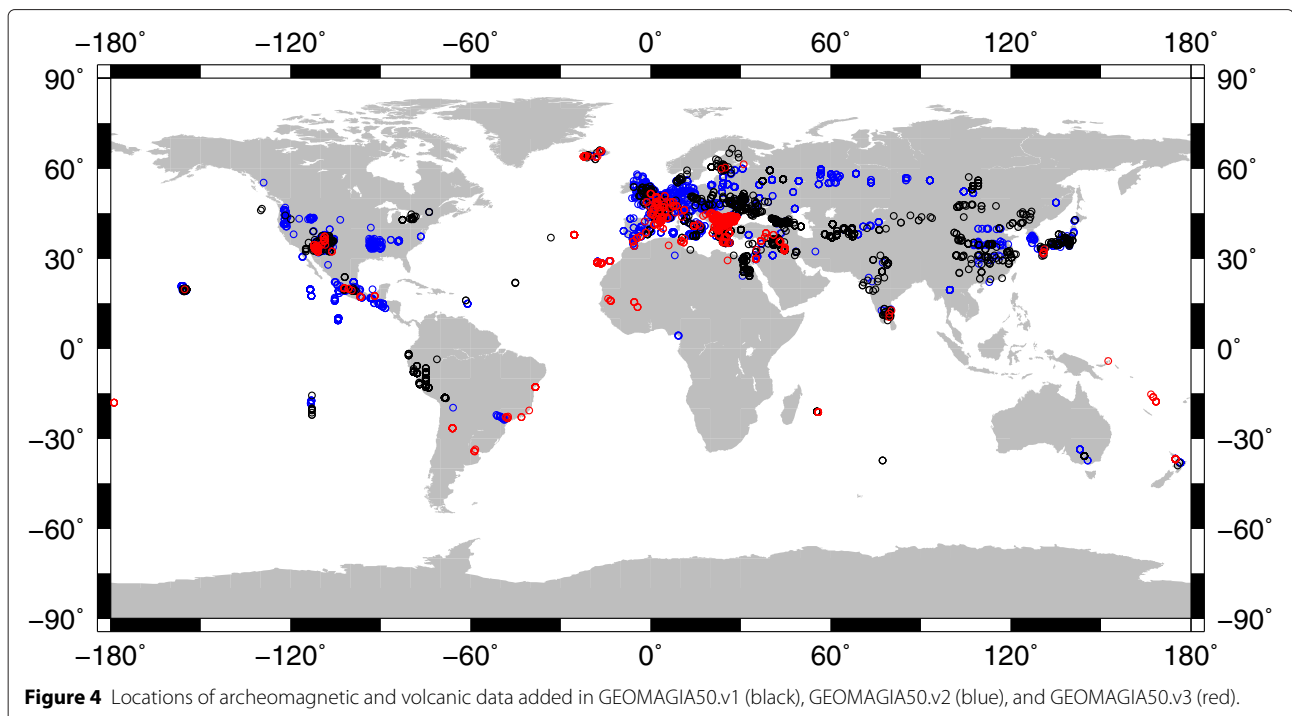 −180˚ −120˚ −60˚ 0˚ 60˚ 120˚ 180˚
90˚ 90˚
60˚ 60˚
30˚ 30˚
0˚ 0˚
−30˚ −30˚
−60˚ −60˚
−90˚ −90˚
−180˚ −120˚ −60˚ 0˚ 60˚ 120˚ 180˚
Figure 4 Locations of archeomagnetic and volcanic data added in GEOMAGIA50.v1 (black), GEOMAGIA50.v2 (blue), and GEOMAGIA50.v3 (red).